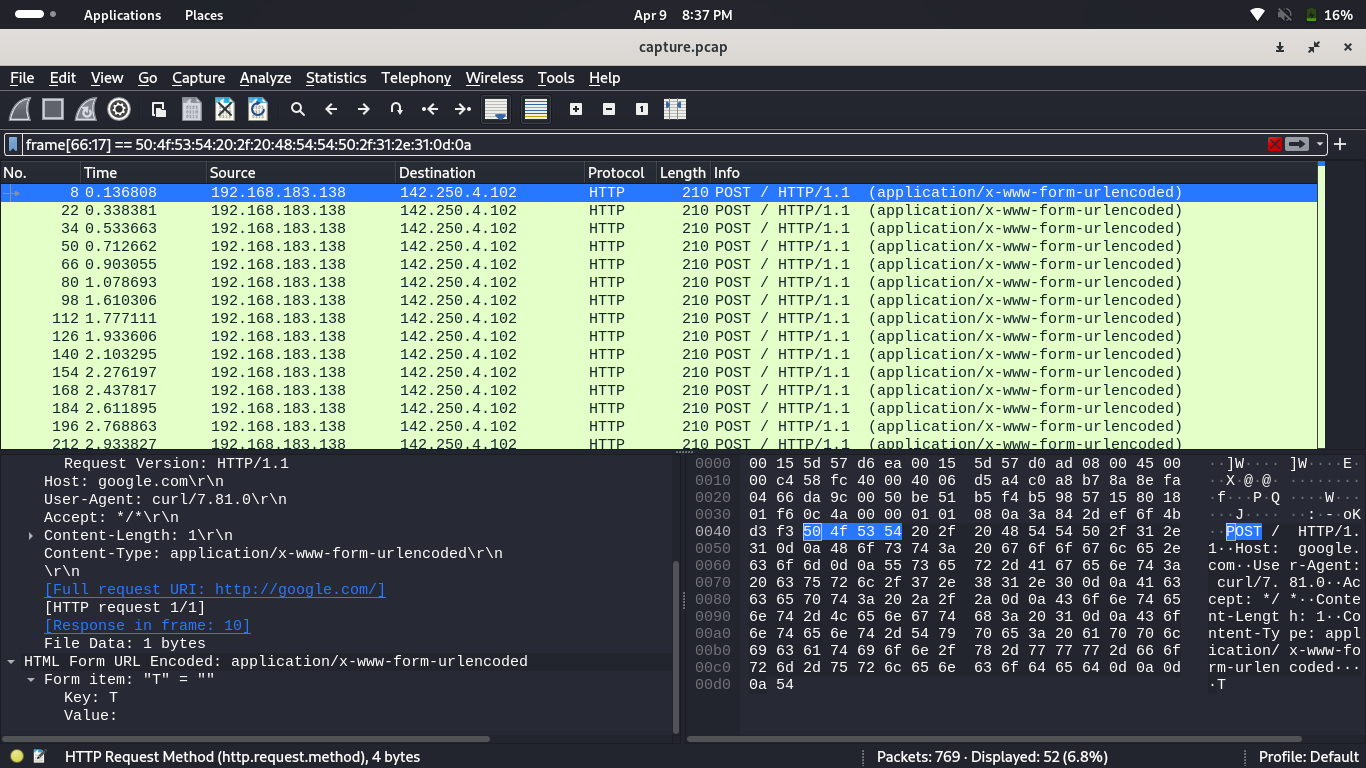 Applications Places Apr 9 8:37 PM 16%
capture.pcap
File Edit View Go Capture Analyze Statistics Telephony Wireless Tools Help
frame[66:17] == 50:4f:53:54:20:2f:20:48:54:54:50:2f:31:2e:31:0d:0a
No. Time Source Destination Protocol Length Info
8 0.136808 192.168.183.138 142.250.4.102 HTTP 210 POST / HTTP/1.1 (application/x-www-form-urlencoded)
22 0.338381 192.168.183.138 142.250.4.102 HTTP 210 POST / HTTP/1.1 (application/x-www-form-urlencoded)
34 0.533663 192.168.183.138 142.250.4.102 HTTP 210 POST / HTTP/1.1 (application/x-www-form-urlencoded)
50 0.712662 192.168.183.138 142.250.4.102 HTTP 210 POST / HTTP/1.1 (application/x-www-form-urlencoded)
66 0.903055 192.168.183.138 142.250.4.102 HTTP 210 POST / HTTP/1.1 (application/x-www-form-urlencoded)
80 1.078693 192.168.183.138 142.250.4.102 HTTP 210 POST / HTTP/1.1 (application/x-www-form-urlencoded)
98 1.610306 192.168.183.138 142.250.4.102 HTTP 210 POST / HTTP/1.1 (application/x-www-form-urlencoded)
112 1.777111 192.168.183.138 142.250.4.102 HTTP 210 POST / HTTP/1.1 (application/x-www-form-urlencoded)
126 1.933606 192.168.183.138 142.250.4.102 HTTP 210 POST / HTTP/1.1 (application/x-www-form-urlencoded)
140 2.103295 192.168.183.138 142.250.4.102 HTTP 210 POST / HTTP/1.1 (application/x-www-form-urlencoded)
154 2.276197 192.168.183.138 142.250.4.102 HTTP 210 POST / HTTP/1.1 (application/x-www-form-urlencoded)
168 2.437817 192.168.183.138 142.250.4.102 HTTP 210 POST / HTTP/1.1 (application/x-www-form-urlencoded)
184 2.611895 192.168.183.138 142.250.4.102 HTTP 210 POST / HTTP/1.1 (application/x-www-form-urlencoded)
196 2.768863 192.168.183.138 142.250.4.102 HTTP 210 POST / HTTP/1.1 (application/x-www-form-urlencoded)
212 2.933827 192.168.183.138 142.250.4.102 HTTP 210 POST / HTTP/1.1 (application/x-www-form-urlencoded)
Request Version: HTTP/1.1
Host: google.com\r\n
User-Agent: curl/7.81.0\r\n
Accept: */*\r\n
Content-Length: 1\r\n
Content-Type: application/x-www-form-urlencoded\r\n
\r\n
[Full request URI: http://google.com/]
[HTTP request 1/1]
[Response in frame: 10]
File Data: 1 bytes
HTML Form URL Encoded: application/x-www-form-urlencoded
Form item: "T" = ""
Key: T
Value:
0000 00 15 5d 57 d6 ea 00 15 5d 57 d0 ad 08 00 45 00 ··]W···· ]W····E·
0010 00 c4 58 fc 40 00 40 06 d5 a4 c0 a8 b7 8a 8e fa ··X·@·@· ········
0020 04 66 da 9c 00 50 be 51 b5 f4 b5 98 57 15 80 18 ·f···P·Q ····W···
0030 01 f6 0c 4a 00 00 01 01 08 0a 3a 84 2d ef 6f 4b ···J···· ··:·-·oK
0040 d3 f3 50 4f 53 54 20 2f 20 48 54 54 50 2f 31 2e ··POST / HTTP/1.
0050 31 0d 0a 48 6f 73 74 3a 20 67 6f 6f 67 6c 65 2e 1··Host: google.
0060 63 6f 6d 0d 0a 55 73 65 72 2d 41 67 65 6e 74 3a com··Use r-Agent:
0070 20 63 75 72 6c 2f 37 2e 38 31 2e 30 0d 0a 41 63 curl/7. 81.0··Ac
0080 63 65 70 74 3a 20 2a 2f 2a 0d 0a 43 6f 6e 74 65 cept: */ *··Conte
0090 6e 74 2d 4c 65 6e 67 74 68 3a 20 31 0d 0a 43 6f nt-Lengt h: 1··Co
00a0 6e 74 65 6e 74 2d 54 79 70 65 3a 20 61 70 70 6c ntent-Ty pe: appl
00b0 69 63 61 74 69 6f 6e 2f 78 2d 77 77 77 2d 66 6f ication/ x-www-fo
00c0 72 6d 2d 75 72 6c 65 6e 63 6f 64 65 64 0d 0a 0d rm-urlen coded···
00d0 0a 54 ·T
HTTP Request Method (http.request.method), 4 bytes Packets: 769 · Displayed: 52 (6.8%) Profile: Default